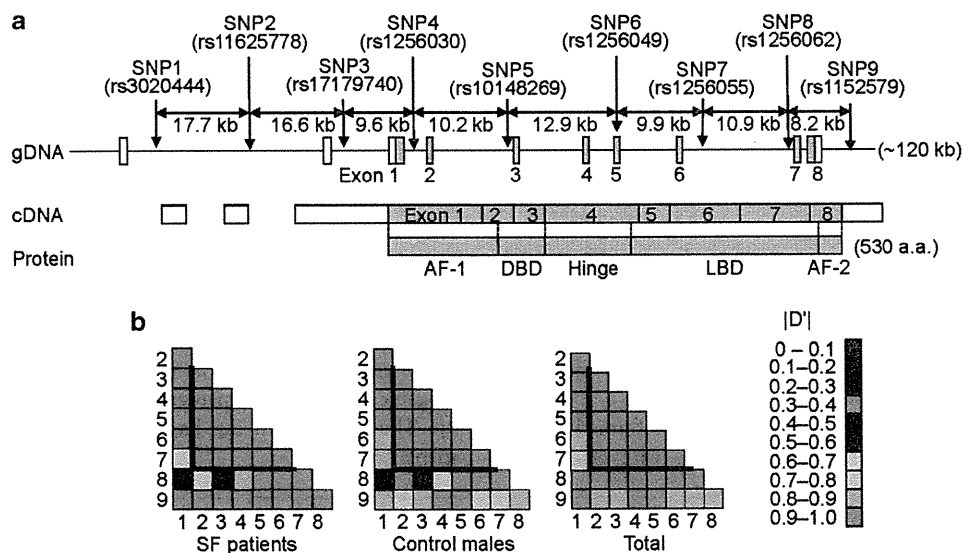 a
SNP1
(rs3020444)
SNP2
(rs11625778)
SNP3
(rs17179740)
SNP4
(rs1256030)
SNP5
(rs10148269)
SNP6
(rs1256049)
SNP7
(rs1256055)
SNP8
(rs1256062)
SNP9
(rs1152579)
17.7 kb 16.6 kb 9.6 kb 10.2 kb 12.9 kb 9.9 kb 10.9 kb 8.2 kb
gDNA (~120 kb)
Exon 1 2 3 4 5 6 7 8
cDNA Exon 1 2 3 4 5 6 7 8
Protein (530 a.a.)
AF-1 DBD Hinge LBD AF-2
b
2
3
4
5
6
7
8
9
1 2 3 4 5 6 7 8
SF patients
2
3
4
5
6
7
8
9
1 2 3 4 5 6 7 8
Control males
2
3
4
5
6
7
8
9
1 2 3 4 5 6 7 8
Total
|D'|
0 – 0.1
0.1–0.2
0.2–0.3
0.3–0.4
0.4–0.5
0.5–0.6
0.6–0.7
0.7–0.8
0.8–0.9
0.9–1.0